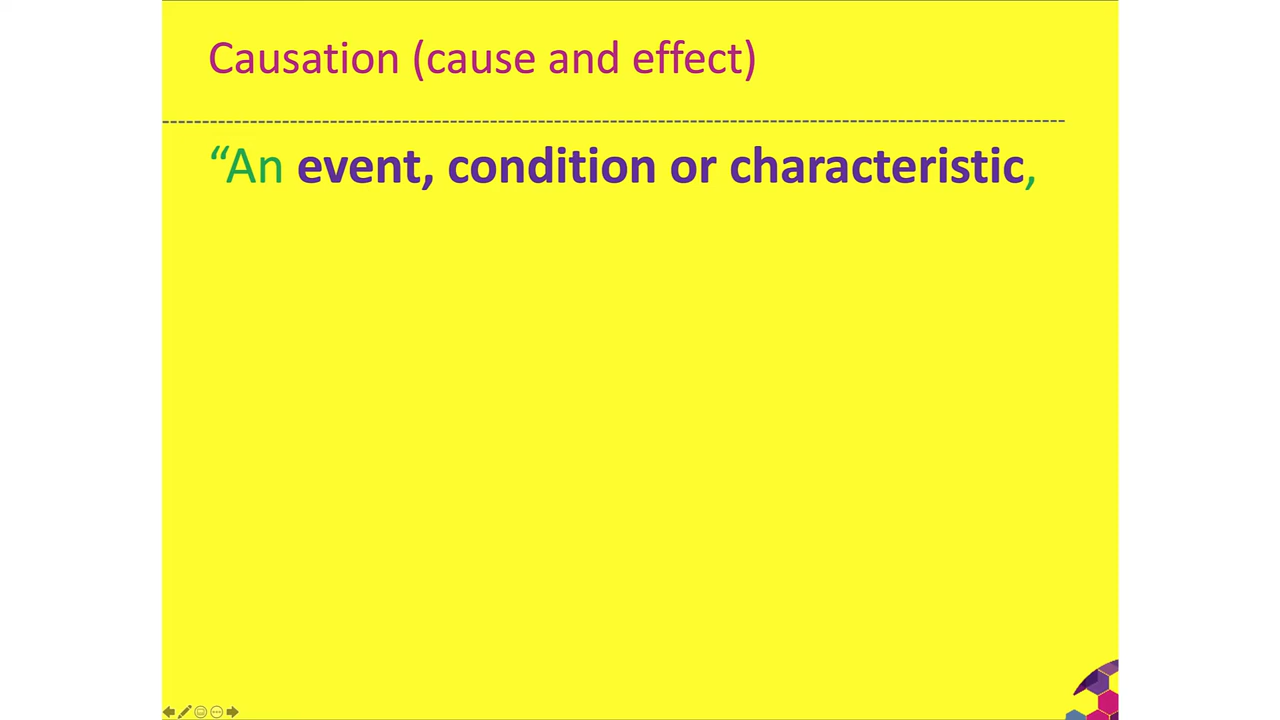 Causation (cause and effect)
“An event, condition or characteristic,